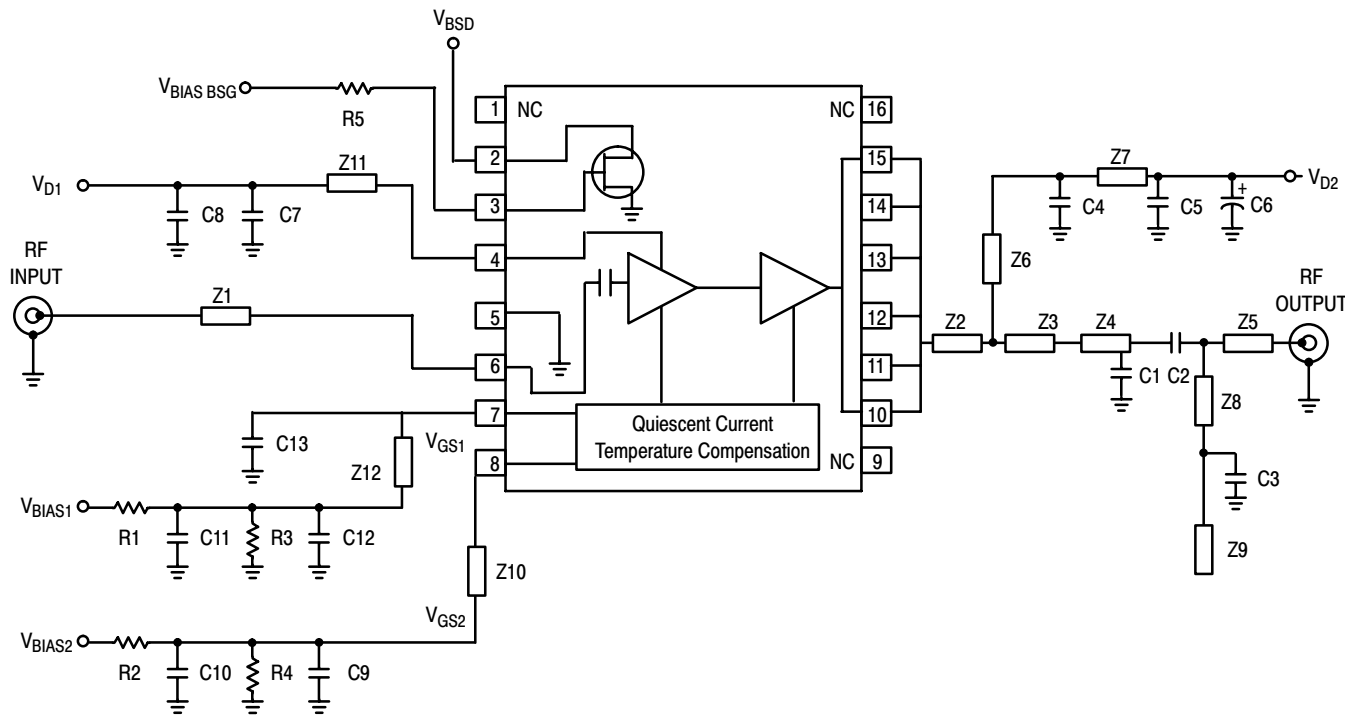 VBSD
VBIAS BSG
R5
1 NC
NC 16
2
15
Z11
Z7
VD1
VD2
3
14
C8 C7
C4
C5
+
C6
RF
INPUT
4
13
Z6
RF
OUTPUT
Z1
5
12
Z2 Z3 Z4 Z5
6
11
C1 C2
7
10
Z8
Quiescent Current
Temperature Compensation
C13
VGS1
Z12
8
NC 9
C3
VBIAS1
R1 C11 R3 C12
Z10
Z9
VGS2
VBIAS2
R2 C10 R4 C9